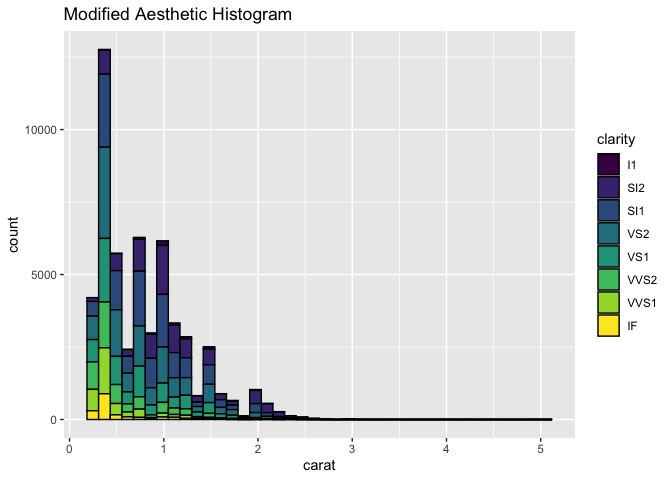 Modified Aesthetic Histogram
10000
5000
0
count
0 1 2 3 4 5
carat
clarity
I1
SI2
SI1
VS2
VS1
VVS2
VVS1
IF